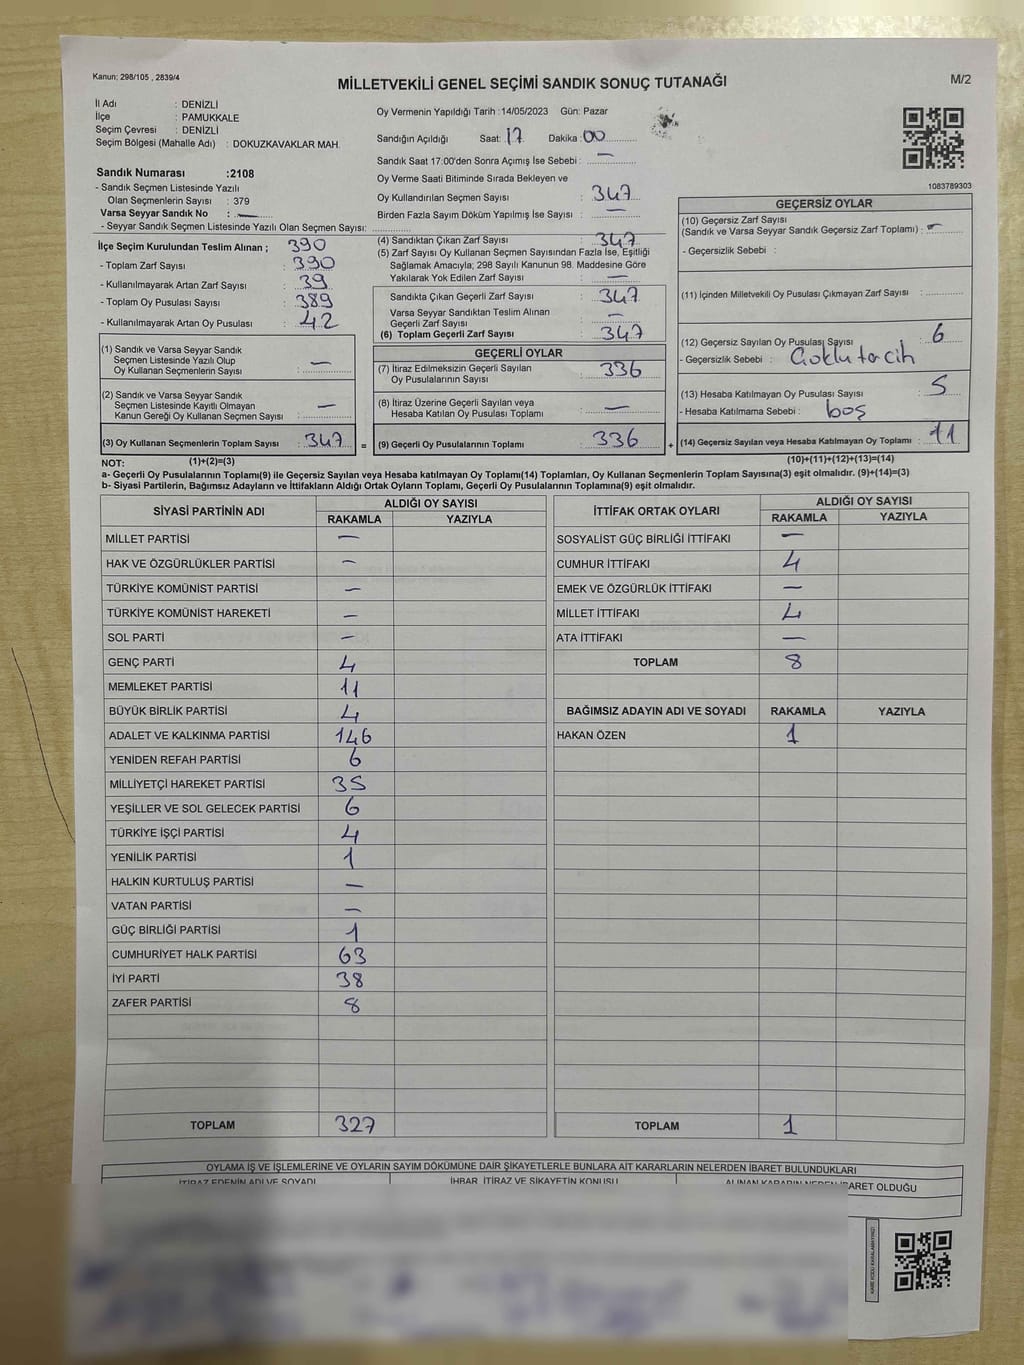 Kanun: 298/105 , 2839/4
MİLLETVEKİLİ GENEL SEÇİMİ SANDIK SONUÇ TUTANAĞI
M/2
İl Adı : DENİZLİ
İlçe : PAMUKKALE
Seçim Çevresi : DENİZLİ
Seçim Bölgesi (Mahalle Adı) : DOKUZKAVAKLAR MAH.
Sandık Numarası :2108
- Sandık Seçmen Listesinde Yazılı
Olan Seçmenlerin Sayısı : 379
Varsa Seyyar Sandık No : —
- Seyyar Sandık Seçmen Listesinde Yazılı Olan Seçmen Sayısı:
Oy Vermenin Yapıldığı Tarih :14/05/2023 Gün: Pazar
Sandığın Açıldığı Saat: 17 Dakika: 00
Sandık Saat 17.00'den Sonra Açımış İse Sebebi : —
Oy Verme Saati Bitiminde Sırada Bekleyen ve
Oy Kullandırılan Seçmen Sayısı : 347
Birden Fazla Sayım Döküm Yapılmış İse Sayısı : —
1083789303
İlçe Seçim Kurulundan Teslim Alınan ; 390
- Toplam Zarf Sayısı : 390
- Kullanılmayarak Artan Zarf Sayısı : 39
- Toplam Oy Pusulası Sayısı : 389
- Kullanılmayarak Artan Oy Pusulası : 42
(4) Sandıktan Çıkan Zarf Sayısı : 347
(5) Zarf Sayısı Oy Kullanan Seçmen Sayısından Fazla İse, Eşitliği
Sağlamak Amacıyla; 298 Sayılı Kanunun 98. Maddesine Göre
Yakılarak Yok Edilen Zarf Sayısı : —
Sandıkta Çıkan Geçerli Zarf Sayısı : 347
Varsa Seyyar Sandıktan Teslim Alınan
Geçerli Zarf Sayısı : —
(6) Toplam Geçerli Zarf Sayısı : 347
GEÇERSİZ OYLAR
(10) Geçersiz Zarf Sayısı
(Sandık ve Varsa Seyyar Sandık Geçersiz Zarf Toplamı) : —
- Geçersizlik Sebebi :
(11) İçinden Milletvekili Oy Pusulası Çıkmayan Zarf Sayısı :
(12) Geçersiz Sayılan Oy Pusulası Sayısı : 6
- Geçersizlik Sebebi : Çoklu tercih
(13) Hesaba Katılmayan Oy Pusulası Sayısı : 5
- Hesaba Katılmama Sebebi : boş
(14) Geçersiz Sayılan veya Hesaba Katılmayan Oy Toplamı : 11
(1) Sandık ve Varsa Seyyar Sandık
Seçmen Listesinde Yazılı Olup
Oy Kullanan Seçmenlerin Sayısı : —
(2) Sandık ve Varsa Seyyar Sandık
Seçmen Listesinde Kayıtlı Olmayan
Kanun Gereği Oy Kullanan Seçmen Sayısı : —
(3) Oy Kullanan Seçmenlerin Toplam Sayısı : 347 =
GEÇERLİ OYLAR
(7) İtiraz Edilmeksizin Geçerli Sayılan
Oy Pusulalarının Sayısı : 336
(8) İtiraz Üzerine Geçerli Sayılan veya
Hesaba Katılan Oy Pusulası Toplamı : —
(9) Geçerli Oy Pusulalarının Toplamı : 336 +
NOT: (1)+(2)=(3)
(10)+(11)+(12)+(13)=(14)
a- Geçerli Oy Pusulalarının Toplamı(9) ile Geçersiz Sayılan veya Hesaba katılmayan Oy Toplamı(14) Toplamları, Oy Kullanan Seçmenlerin Toplam Sayısına(3) eşit olmalıdır. (9)+(14)=(3)
b- Siyasi Partilerin, Bağımsız Adayların ve İttifakların Aldığı Ortak Oyların Toplamı, Geçerli Oy Pusulalarının Toplamına(9) eşit olmalıdır.
SİYASİ PARTİNİN ADI ALDIĞI OY SAYISI
RAKAMLA YAZIYLA
MİLLET PARTİSİ —
HAK VE ÖZGÜRLÜKLER PARTİSİ —
TÜRKİYE KOMÜNİST PARTİSİ —
TÜRKİYE KOMÜNİST HAREKETİ —
SOL PARTİ —
GENÇ PARTİ 4
MEMLEKET PARTİSİ 11
BÜYÜK BİRLİK PARTİSİ 4
ADALET VE KALKINMA PARTİSİ 146
YENİDEN REFAH PARTİSİ 6
MİLLİYETÇİ HAREKET PARTİSİ 35
YEŞİLLER VE SOL GELECEK PARTİSİ 6
TÜRKİYE İŞÇİ PARTİSİ 4
YENİLİK PARTİSİ 1
HALKIN KURTULUŞ PARTİSİ —
VATAN PARTİSİ —
GÜÇ BİRLİĞİ PARTİSİ 1
CUMHURİYET HALK PARTİSİ 63
İYİ PARTİ 38
ZAFER PARTİSİ 8
TOPLAM 327
İTTİFAK ORTAK OYLARI ALDIĞI OY SAYISI
RAKAMLA YAZIYLA
SOSYALİST GÜÇ BİRLİĞİ İTTİFAKI —
CUMHUR İTTİFAKI 4
EMEK VE ÖZGÜRLÜK İTTİFAKI —
MİLLET İTTİFAKI 4
ATA İTTİFAKI —
TOPLAM 8
BAĞIMSIZ ADAYIN ADI VE SOYADI RAKAMLA YAZIYLA
HAKAN ÖZEN 1
TOPLAM 1
OYLAMA İŞ VE İŞLEMLERİNE VE OYLARIN SAYIM DÖKÜMÜNE DAİR ŞİKAYETLERLE BUNLARA AİT KARARLARIN NELERDEN İBARET BULUNDUKLARI
İTİRAZ EDENİN ADI VE SOYADI İHBAR, İTİRAZ VE ŞİKAYETİN KONUSU ALINAN KARARIN NEDEN İBARET OLDUĞU